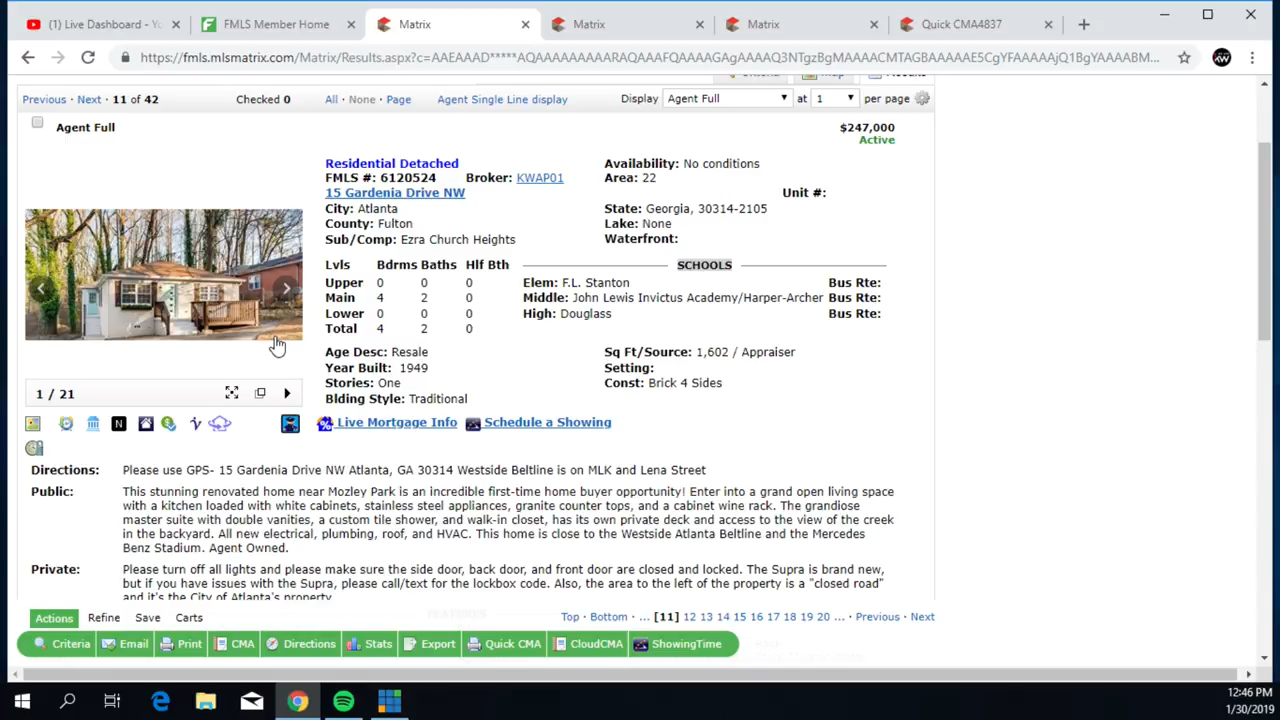 (1) Live Dashboard - Yo
FMLS Member Home
Matrix
Matrix
Matrix
Quick CMA4837
https://fmls.mlsmatrix.com/Matrix/Results.aspx?c=AAEAAAD*****AQAAAAAAAAARAQAAAFQAAAAGAgAAAAQ3NTgzBgMAAAACMTAGBAAAAAE5CgYFAAAAAjQ1BgYAAAABM...
Previous · Next · 11 of 42
Checked 0
All · None · Page
Agent Single Line display
Display Agent Full at 1 per page
Agent Full
$247,000
Active
Residential Detached
Availability: No conditions
FMLS #: 6120524 Broker: KWAP01
Area: 22
15 Gardenia Drive NW
Unit #:
City: Atlanta
State: Georgia, 30314-2105
County: Fulton
Lake: None
Sub/Comp: Ezra Church Heights
Waterfront:
Lvls Bdrms Baths Hlf Bth
SCHOOLS
Upper 0 0 0
Elem: F.L. Stanton Bus Rte:
Main 4 2 0
Middle: John Lewis Invictus Academy/Harper-Archer Bus Rte:
Lower 0 0 0
High: Douglass Bus Rte:
Total 4 2 0
Age Desc: Resale
Sq Ft/Source: 1,602 / Appraiser
Year Built: 1949
Setting:
Stories: One
Const: Brick 4 Sides
Blding Style: Traditional
1 / 21
Live Mortgage Info
Schedule a Showing
Directions: Please use GPS- 15 Gardenia Drive NW Atlanta, GA 30314 Westside Beltline is on MLK and Lena Street
Public: This stunning renovated home near Mozley Park is an incredible first-time home buyer opportunity! Enter into a grand open living space
with a kitchen loaded with white cabinets, stainless steel appliances, granite counter tops, and a cabinet wine rack. The grandiose
master suite with double vanities, a custom tile shower, and walk-in closet, has its own private deck and access to the view of the creek
in the backyard. All new electrical, plumbing, roof, and HVAC. This home is close to the Westside Atlanta Beltline and the Mercedes
Benz Stadium. Agent Owned.
Private: Please turn off all lights and please make sure the side door, back door, and front door are closed and locked. The Supra is brand new,
but if you have issues with the Supra, please call/text for the lockbox code. Also, the area to the left of the property is a "closed road"
and it's the City of Atlanta's property
FEATURES
Actions Refine Save Carts
Top · Bottom · ... [11] 12 13 14 15 16 17 18 19 20 ... · Previous · Next
Criteria Email Print CMA Directions Stats Export Quick CMA CloudCMA ShowingTime
12:46 PM
1/30/2019